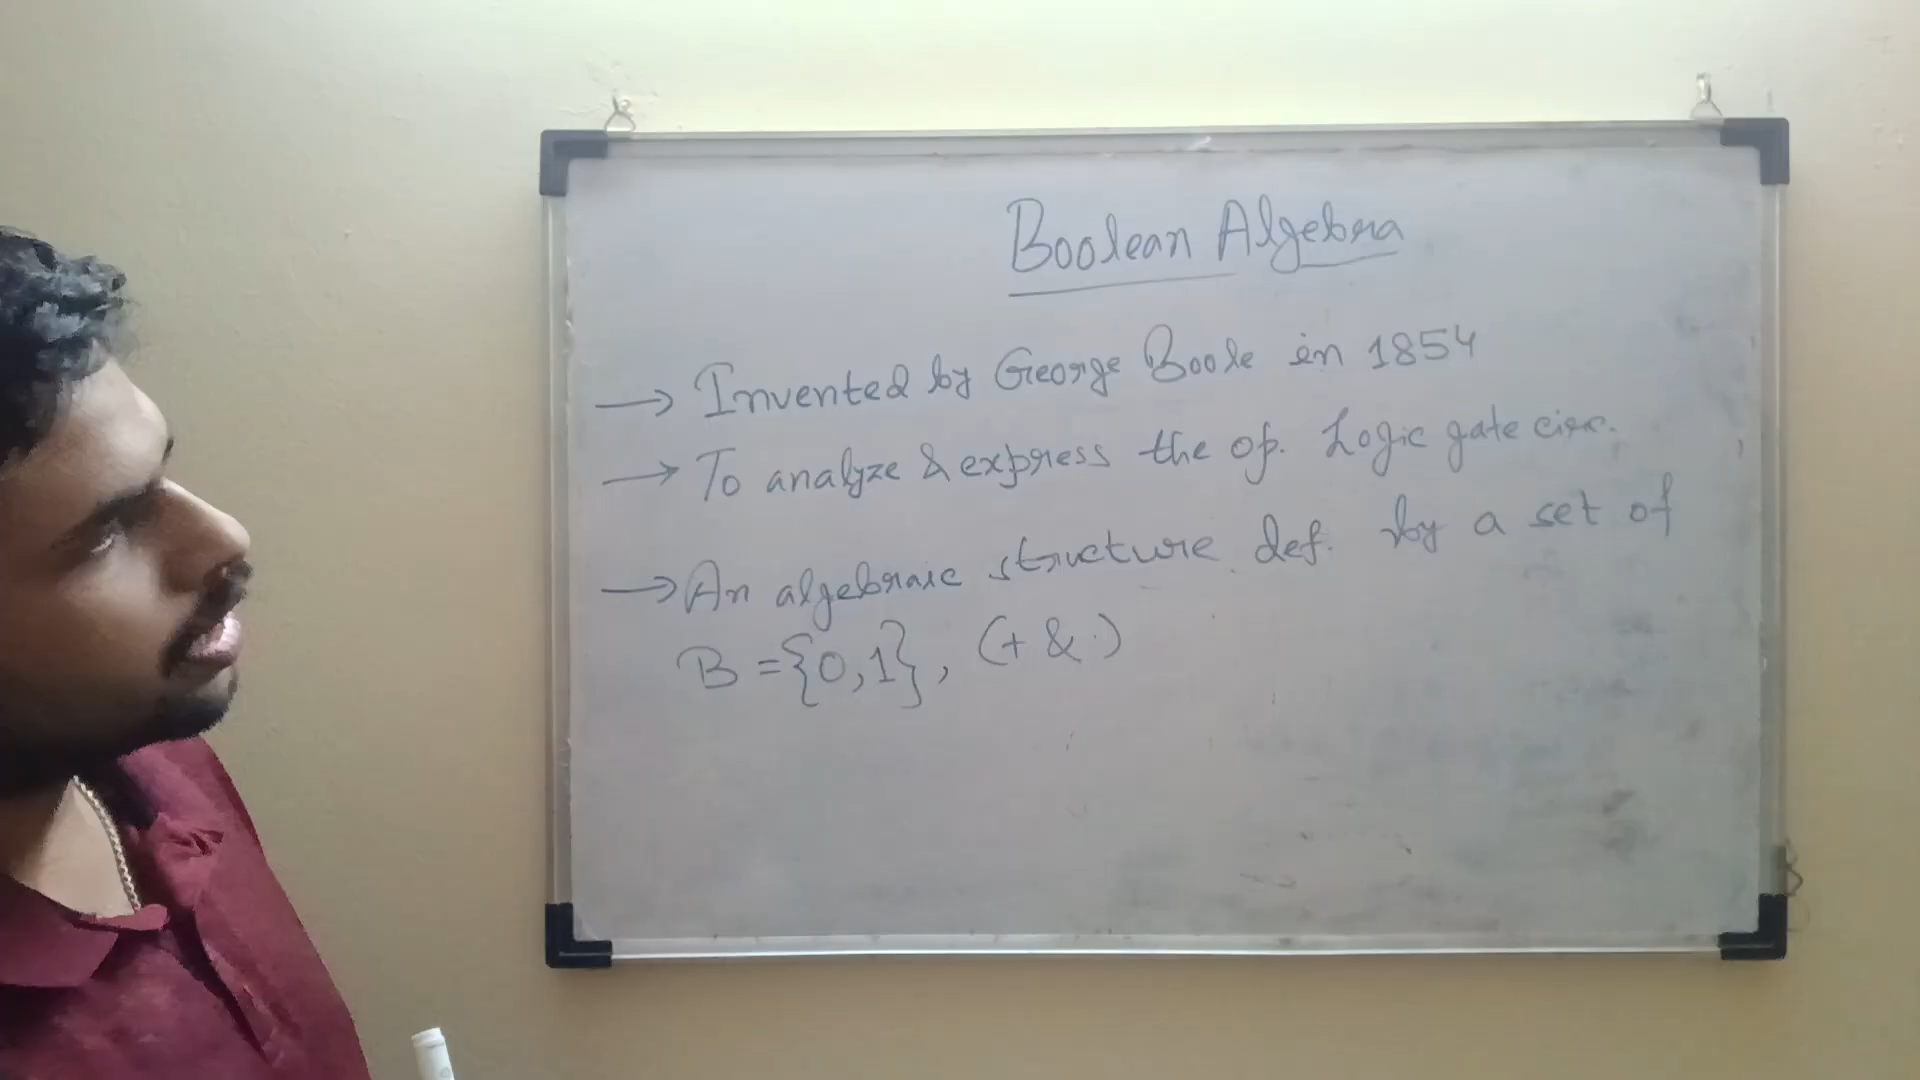 Boolean Algebra
→ Invented by George Boole in 1854
→ To analyze & express the op. Logic gate circ.
→ An algebraic structure def. by a set of
B = {0,1}, (+ & ·)